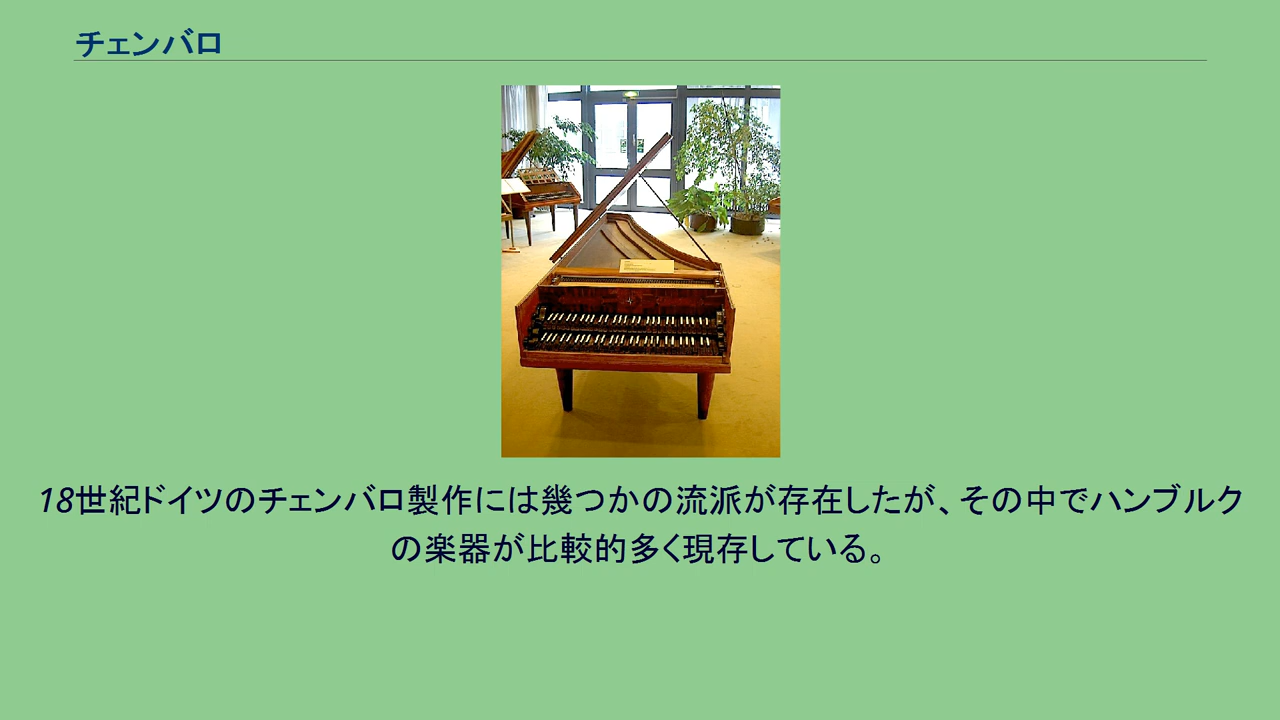 チェンバロ
18世紀ドイツのチェンバロ製作には幾つかの流派が存在したが、その中でハンブルク
の楽器が比較的多く現存している。